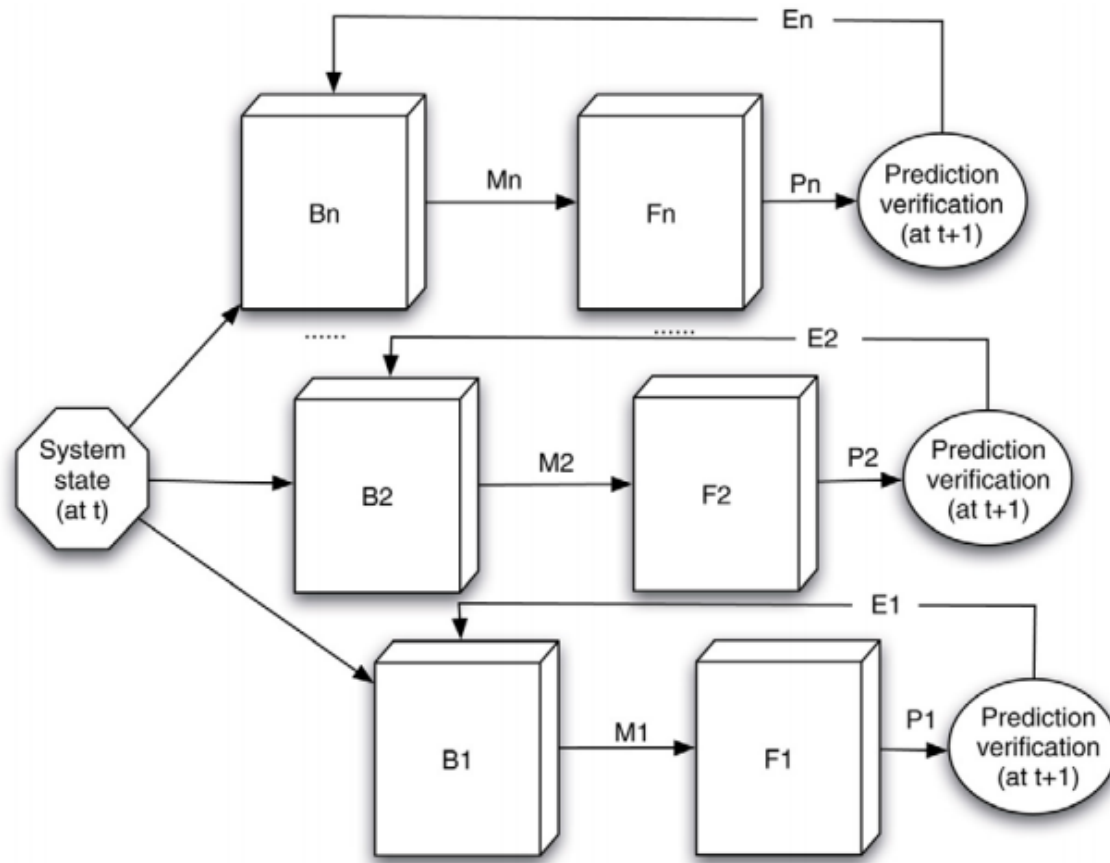 En
Bn
Mn
Fn
Pn
Prediction
verification
(at t+1)
......
......
E2
System
state
(at t)
B2
M2
F2
P2
Prediction
verification
(at t+1)
E1
B1
M1
F1
P1
Prediction
verification
(at t+1)